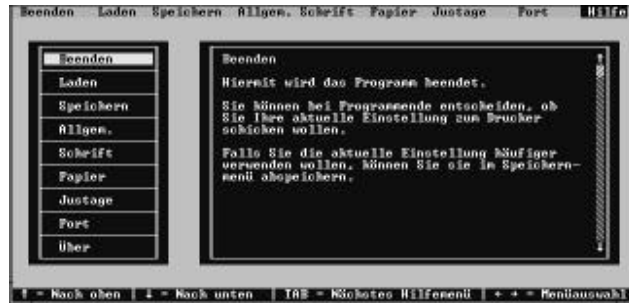 Beenden Laden Speichern Allgem. Schrift Papier Justage Port Hilfe
Beenden
Laden
Speichern
Allgem.
Schrift
Papier
Justage
Port
Über
Beenden
Hiermit wird das Programm beendet.
Sie können bei Programmende entscheiden, ob
Sie Ihre aktuelle Einstellung zum Drucker
schicken wollen.
Falls Sie die aktuelle Einstellung häufiger
verwenden wollen, können Sie sie im Speichern-
menü abspeichern.
↑ - Nach oben | ↓ - Nach unten | TAB - Nächstes Hilfemenü | ← → - Menüauswahl